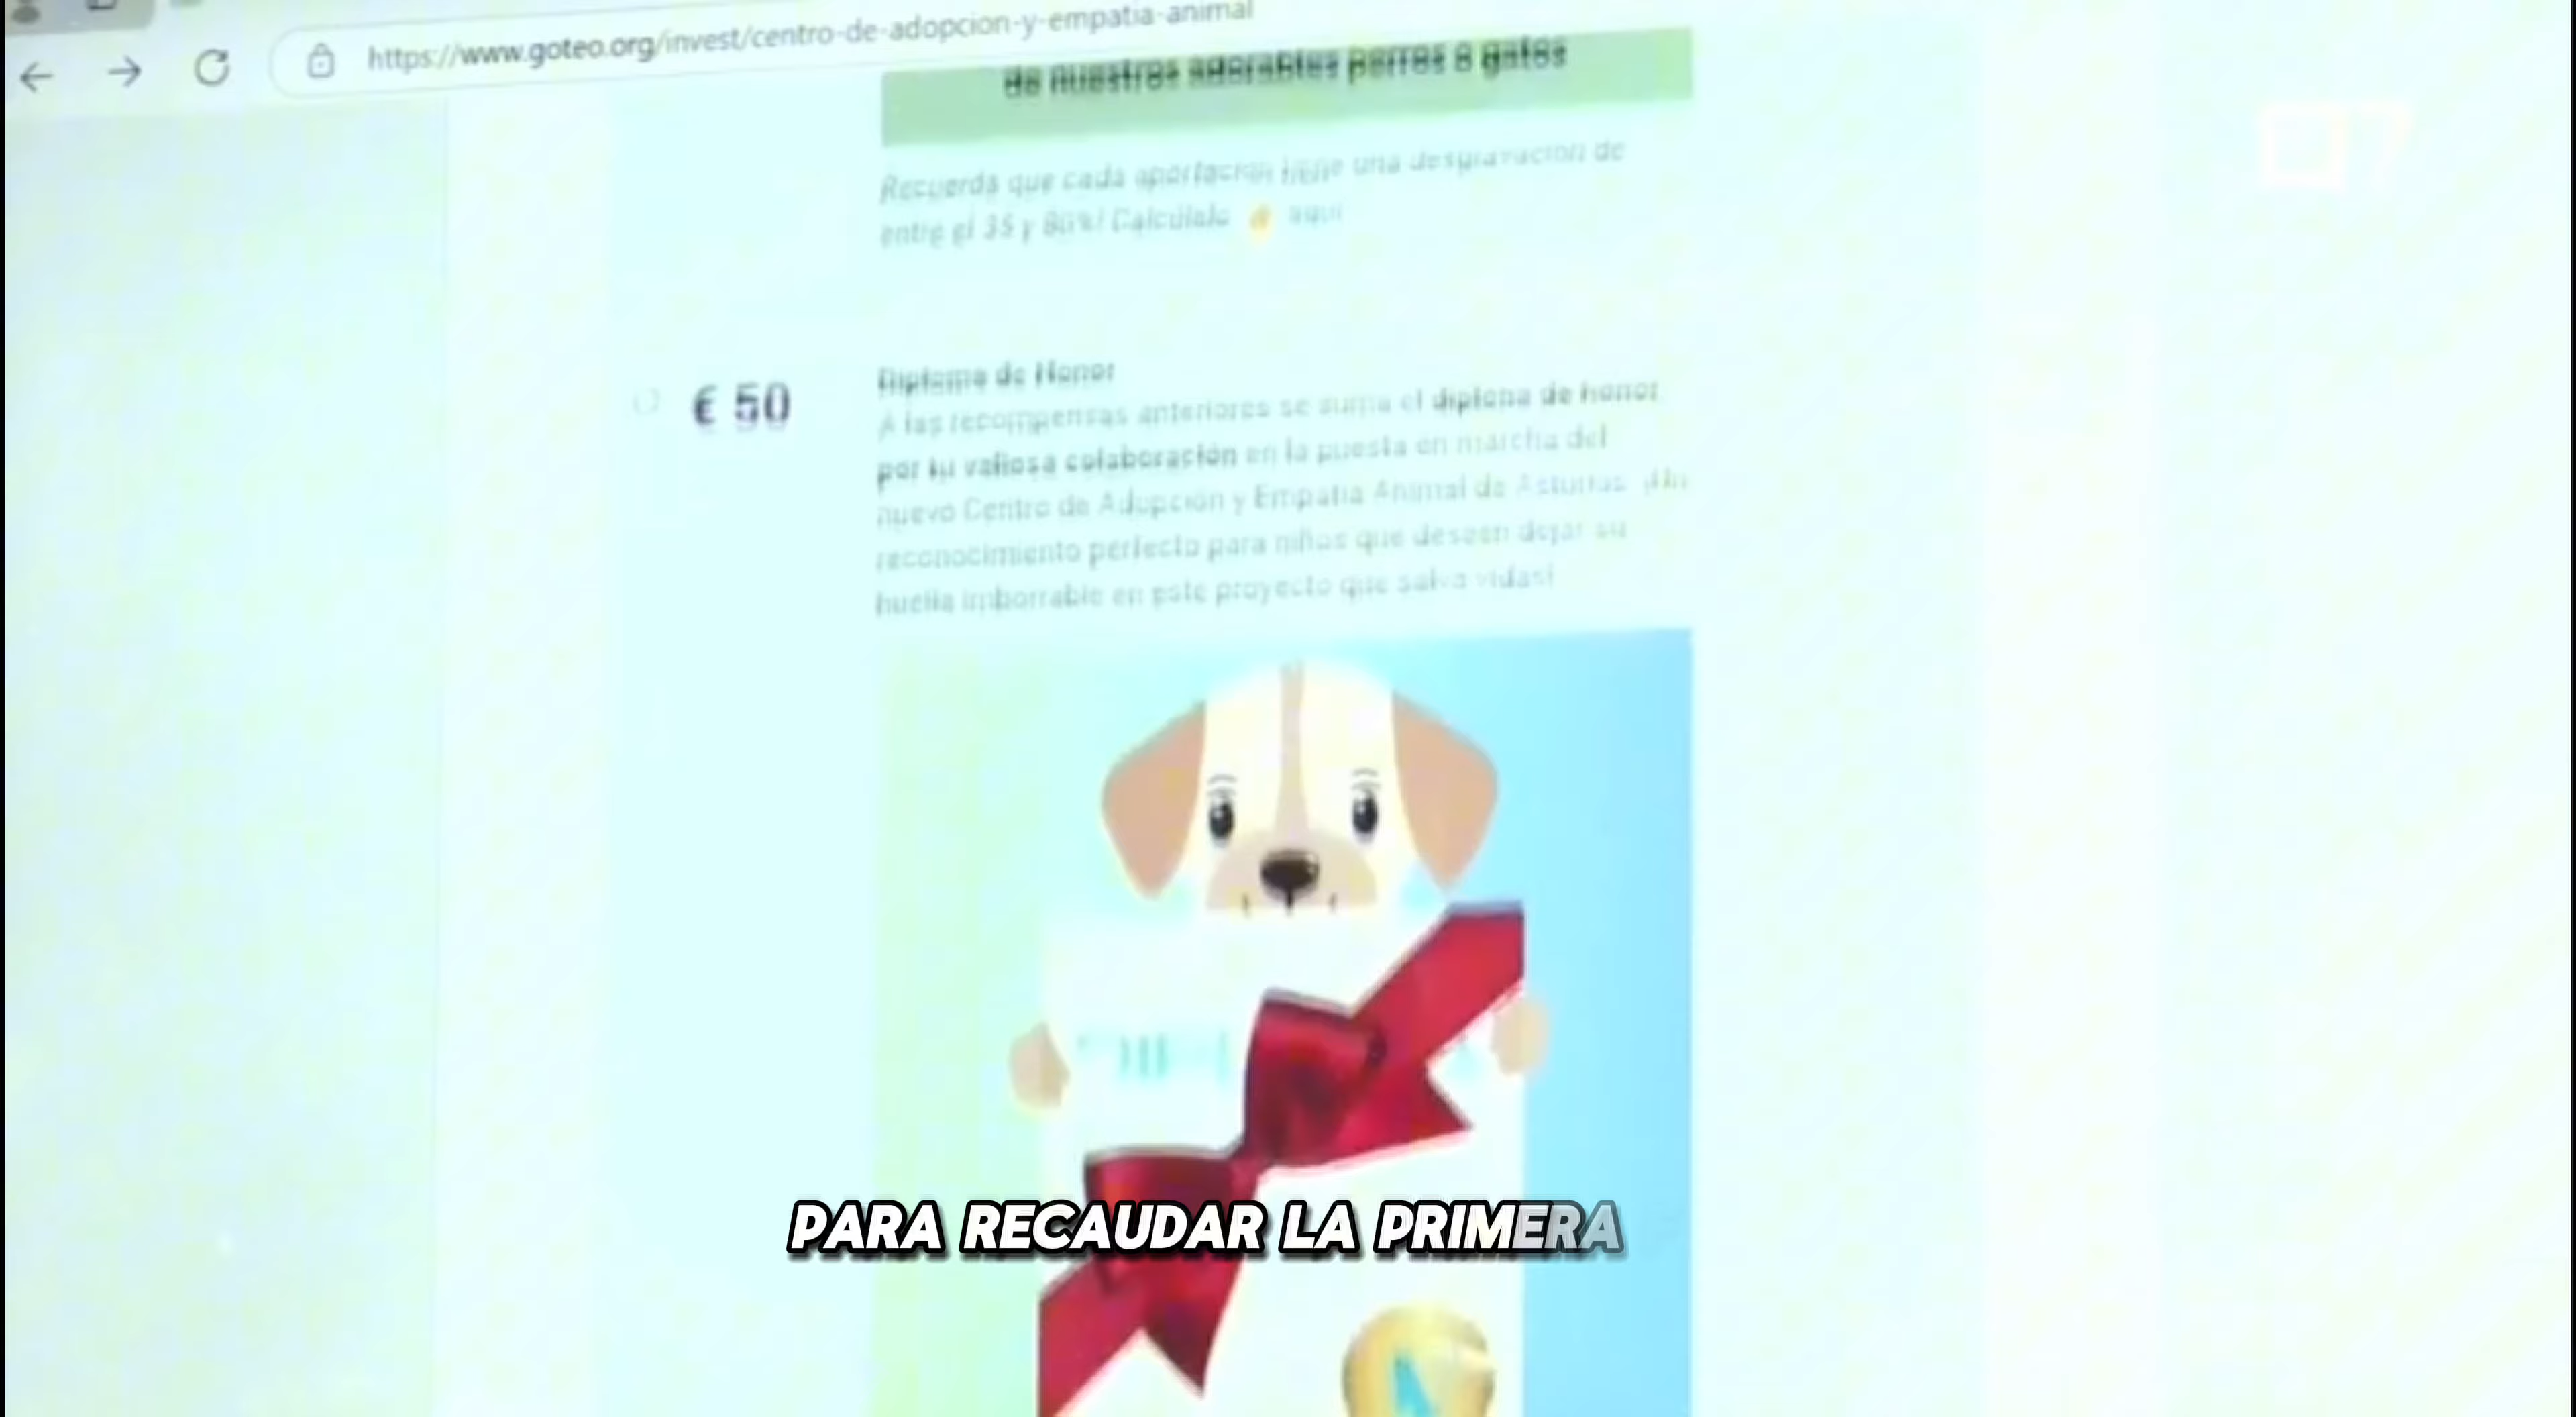 https://www.goteo.org/invest/centro-de-adopcion-y-empatia-animal
de nuestros adorables perros o gatos
Recuerda que cada aportación tiene una desgravación de
entre el 35 y 80%! Calcúlalo 👉 aquí
€ 50
Diploma de Honor
A las recompensas anteriores se suma el diploma de honor
por tu valiosa colaboración en la puesta en marcha del
nuevo Centro de Adopción y Empatía Animal de Asturias. ¡Un
reconocimiento perfecto para niños que deseen dejar su
huella imborrable en este proyecto que salva vidas!
PARA RECAUDAR LA PRIMERA